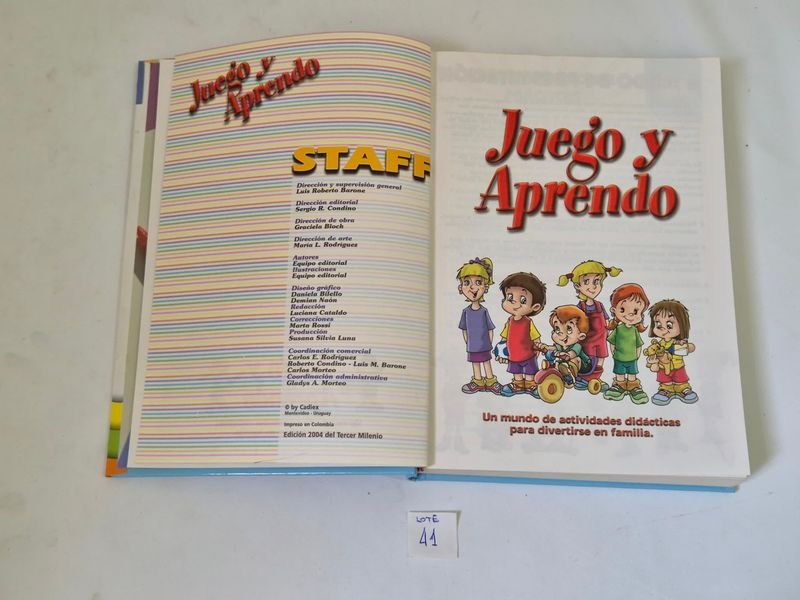 Juego y
Aprendo
STAFF
Dirección y supervisión general
Luis Roberto Barone
Dirección editorial
Sergio R. Condino
Dirección de obra
Graciela Bloch
Dirección de arte
María L. Rodríguez
Autores
Equipo editorial
Ilustraciones
Equipo editorial
Diseño gráfico
Daniela Bilello
Demian Naón
Redacción
Luciana Cataldo
Correcciones
Marta Rossi
Producción
Susana Silvia Luna
Coordinación comercial
Carlos E. Rodríguez
Roberto Condino - Luis M. Barone
Carlos Morteo
Coordinación administrativa
Gladys A. Morteo
© by Cadiex
Montevideo - Uruguay
Impreso en Colombia
Edición 2004 del Tercer Milenio
Juego y
Aprendo
Un mundo de actividades didácticas
para divertirse en familia.
LOTE
41